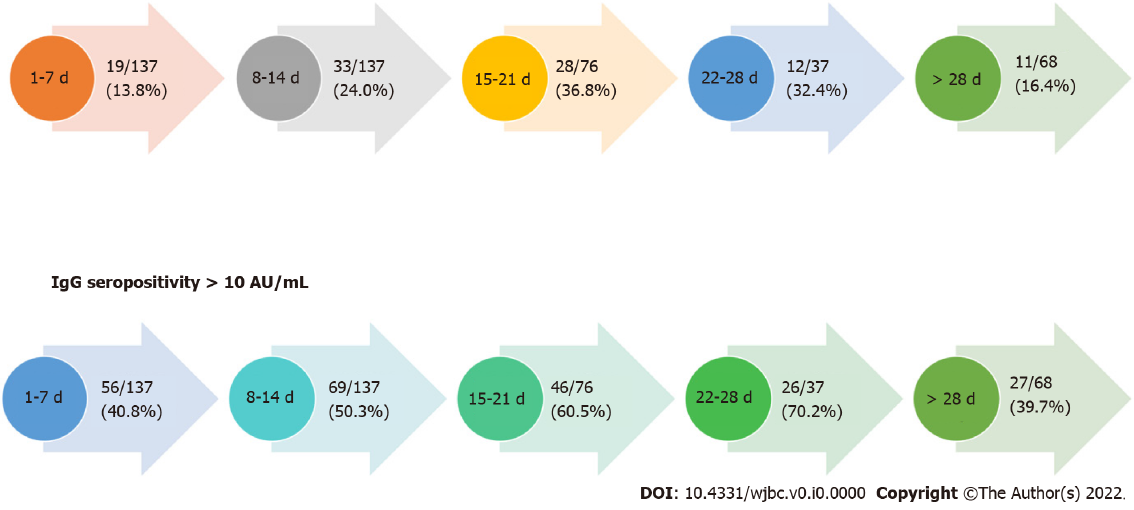 1-7 d
19/137
(13.8%)
8-14 d
33/137
(24.0%)
15-21 d
28/76
(36.8%)
22-28 d
12/37
(32.4%)
> 28 d
11/68
(16.4%)
IgG seropositivity > 10 AU/mL
1-7 d
56/137
(40.8%)
8-14 d
69/137
(50.3%)
15-21 d
46/76
(60.5%)
22-28 d
26/37
(70.2%)
> 28 d
27/68
(39.7%)
DOI: 10.4331/wjbc.v0.i0.0000 Copyright ©The Author(s) 2022.